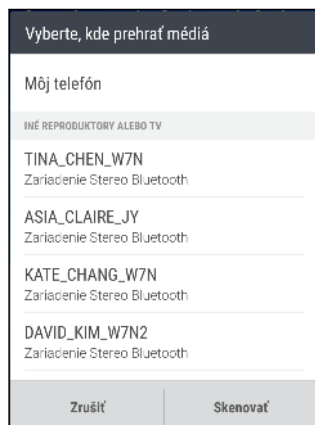 Vyberte, kde prehrať médiá
Môj telefón
INÉ REPRODUKTORY ALEBO TV
TINA_CHEN_W7N
Zariadenie Stereo Bluetooth
ASIA_CLAIRE_JY
Zariadenie Stereo Bluetooth
KATE_CHANG_W7N
Zariadenie Stereo Bluetooth
DAVID_KIM_W7N2
Zariadenie Stereo Bluetooth
Zrušiť
Skenovať